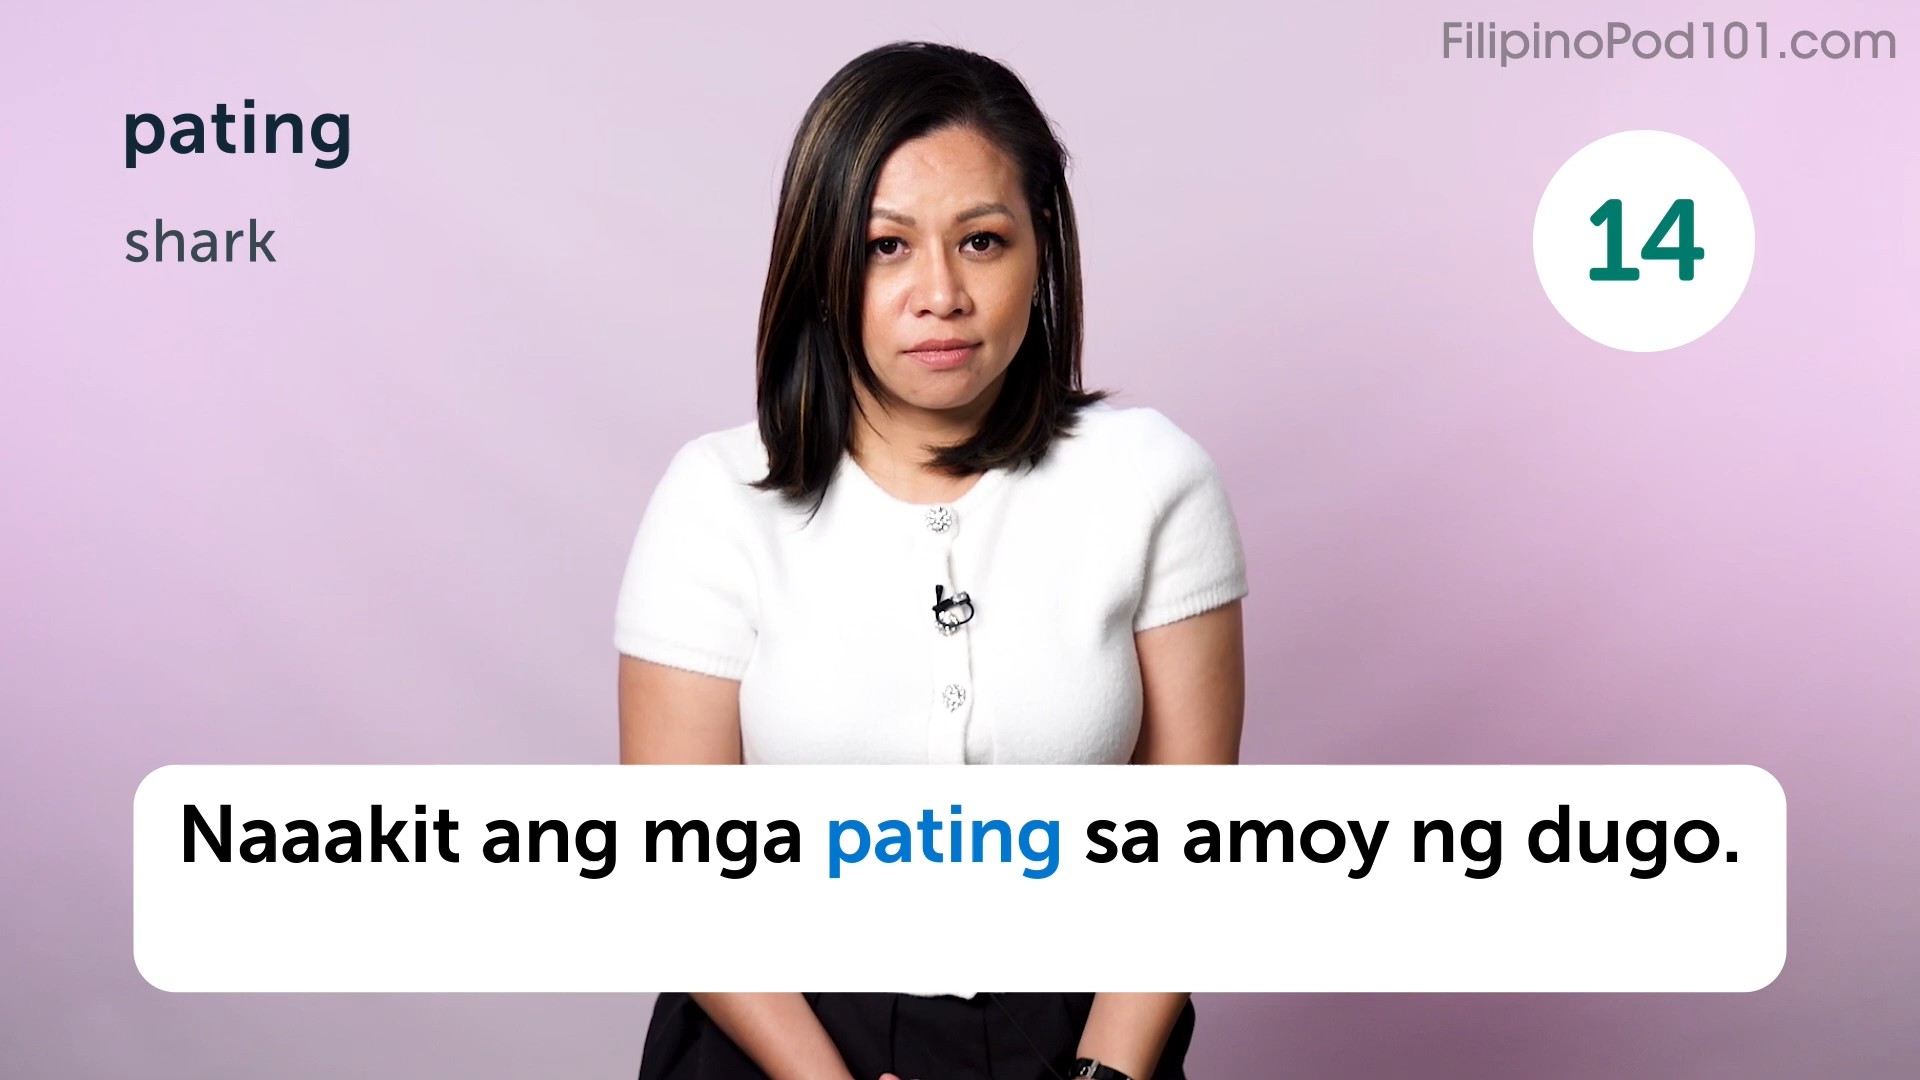 FilipinoPod101.com
pating
shark
14
Naaakit ang mga pating sa amoy ng dugo.